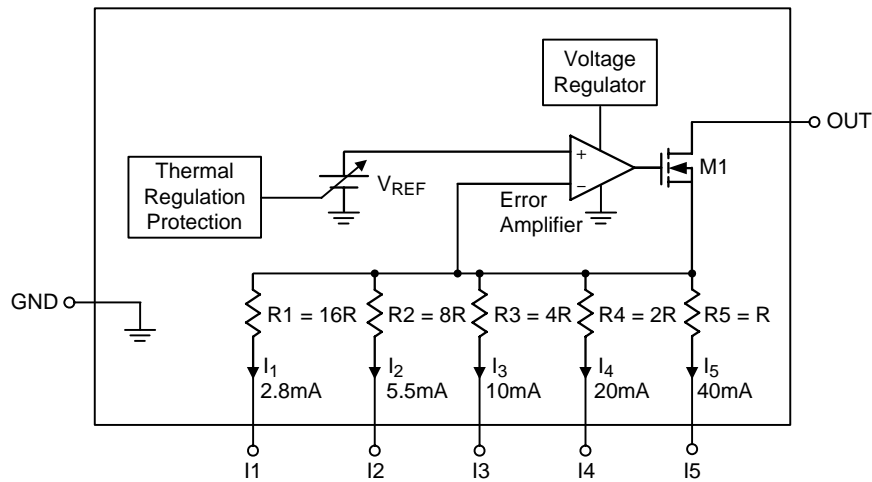 Voltage
Regulator
OUT
+
M1
Thermal
Regulation
Protection
VREF
−
Error
Amplifier
GND
R1 = 16R
R2 = 8R
R3 = 4R
R4 = 2R
R5 = R
I1
2.8mA
I2
5.5mA
I3
10mA
I4
20mA
I5
40mA
I1
I2
I3
I4
I5